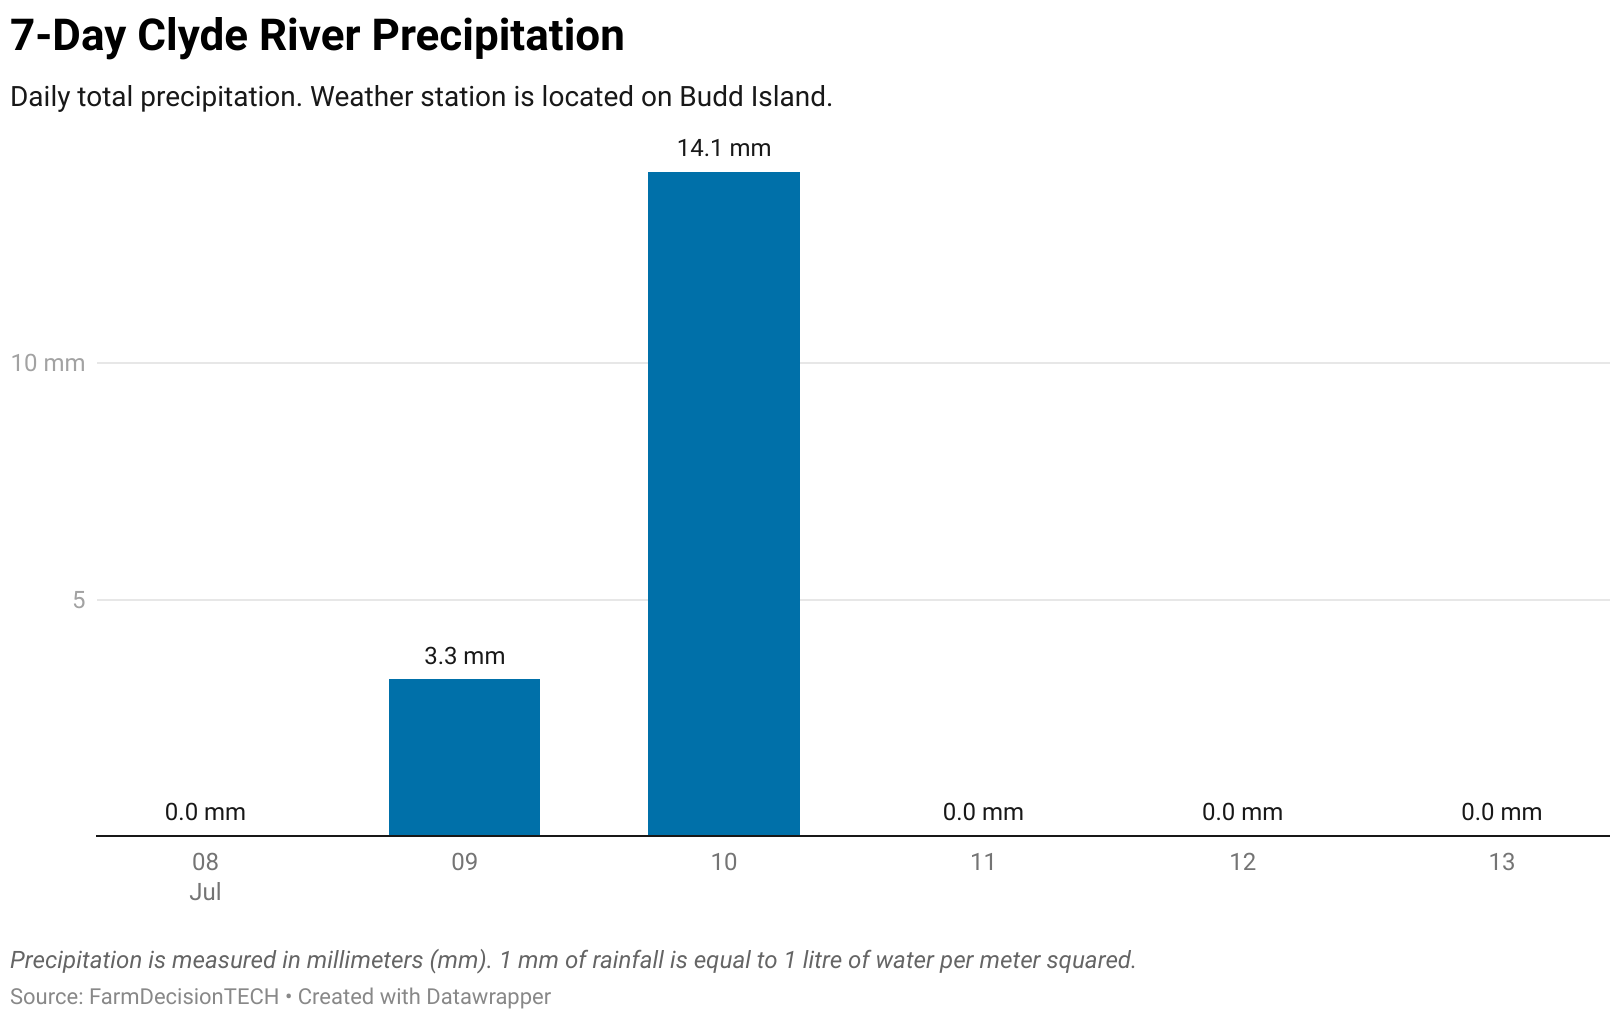 7-Day Clyde River Precipitation
Daily total precipitation. Weather station is located on Budd Island.
14.1 mm
10 mm
5
3.3 mm
0.0 mm
0.0 mm
0.0 mm
0.0 mm
08
09
10
11
12
13
Jul
Precipitation is measured in millimeters (mm). 1 mm of rainfall is equal to 1 litre of water per meter squared.
Source: FarmDecisionTECH • Created with Datawrapper